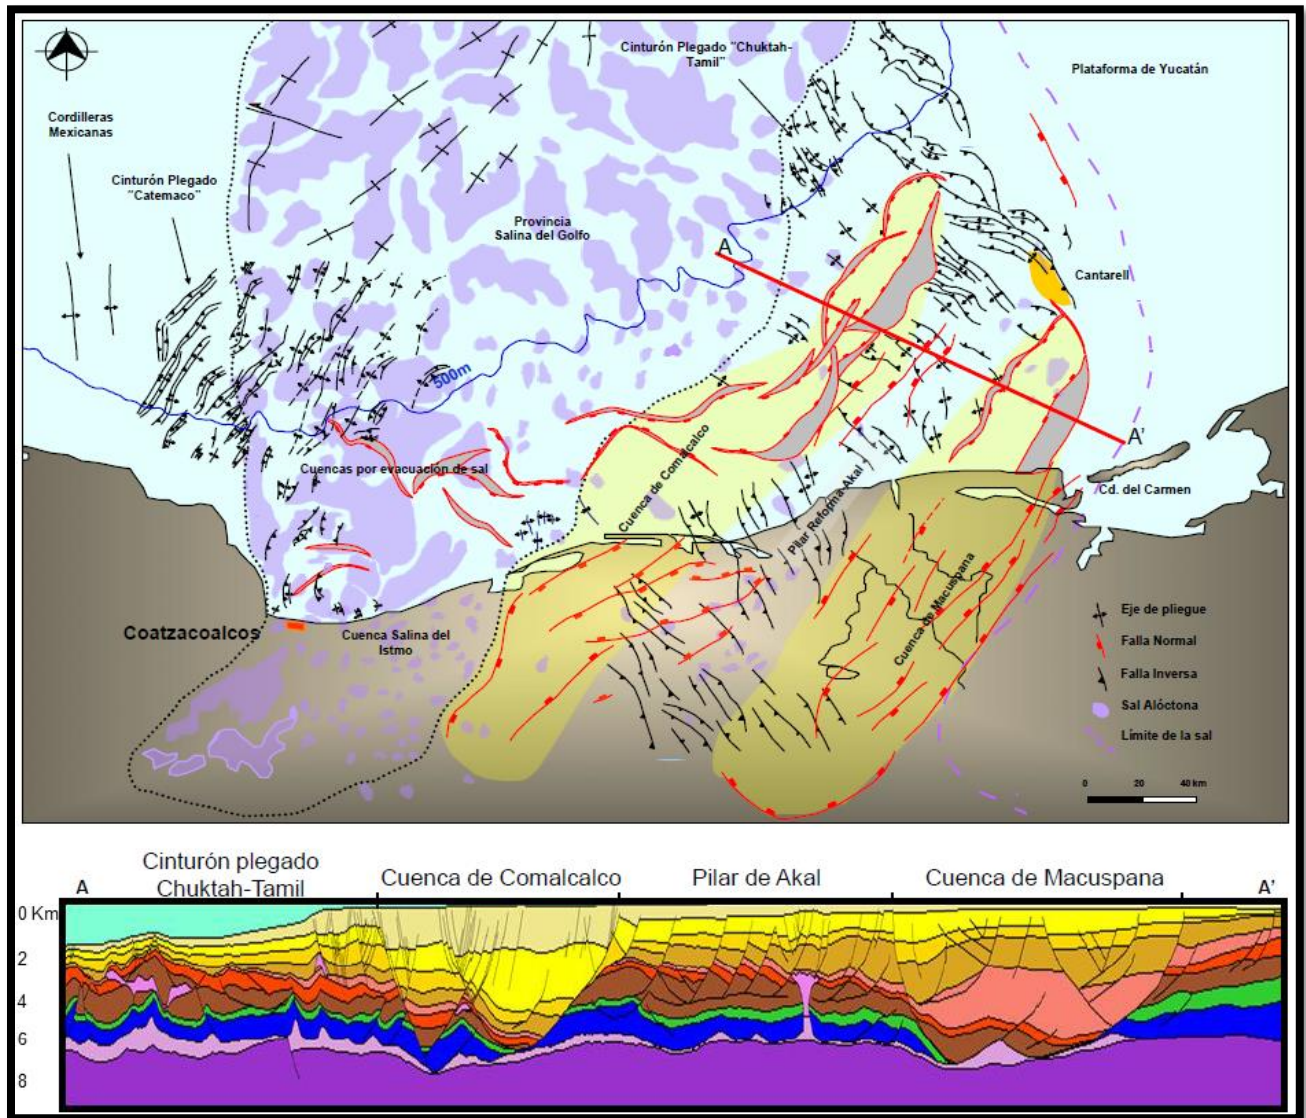 Cinturón Plegado "Chuktah-
Tamil"
Plataforma de Yucatán
Cordilleras
Mexicanas
Cinturón Plegado
"Catemaco"
Provincia
Salina del Golfo
A
Cantarell
500m
A'
Cuencas por evacuación de sal
Cuenca de Comalcalco
Pilar Reforma-Akal
Cd. del Carmen
Cuenca de Macuspana
Coatzacoalcos
Cuenca Salina del
Istmo
Eje de pliegue
Falla Normal
Falla Inversa
Sal Alóctona
Límite de la sal
0 20 40 km
A
Cinturón plegado
Chuktah-Tamil
Cuenca de Comalcalco
Pilar de Akal
Cuenca de Macuspana
A'
0 Km
2
4
6
8